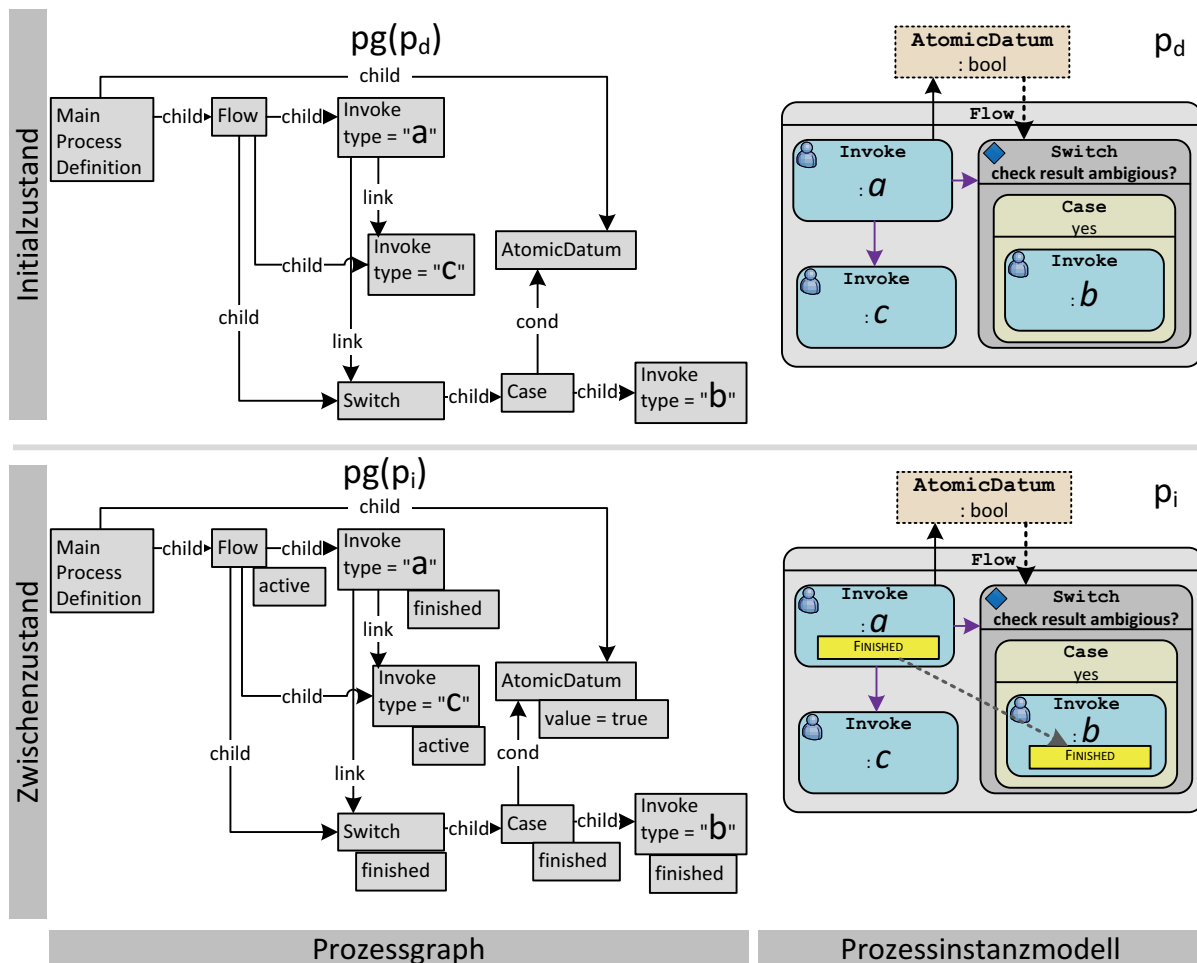 Initialzustand
pg(p_d)
child
Main
Process
Definition
child
Flow
child
Invoke
type = "a"
link
child
Invoke
type = "c"
AtomicDatum
child
cond
link
Switch
child
Case
child
Invoke
type = "b"
AtomicDatum
: bool
p_d
Flow
Invoke
: a
Switch
check result ambigious?
Case
yes
Invoke
: b
Invoke
: c
Zwischenzustand
pg(p_i)
child
Main
Process
Definition
child
Flow
active
child
Invoke
type = "a"
finished
link
child
Invoke
type = "c"
active
AtomicDatum
value = true
child
cond
link
Switch
finished
child
Case
finished
child
Invoke
type = "b"
finished
AtomicDatum
: bool
p_i
Flow
Invoke
: a
FINISHED
Switch
check result ambigious?
Case
yes
Invoke
: b
FINISHED
Invoke
: c
Prozessgraph
Prozessinstanzmodell